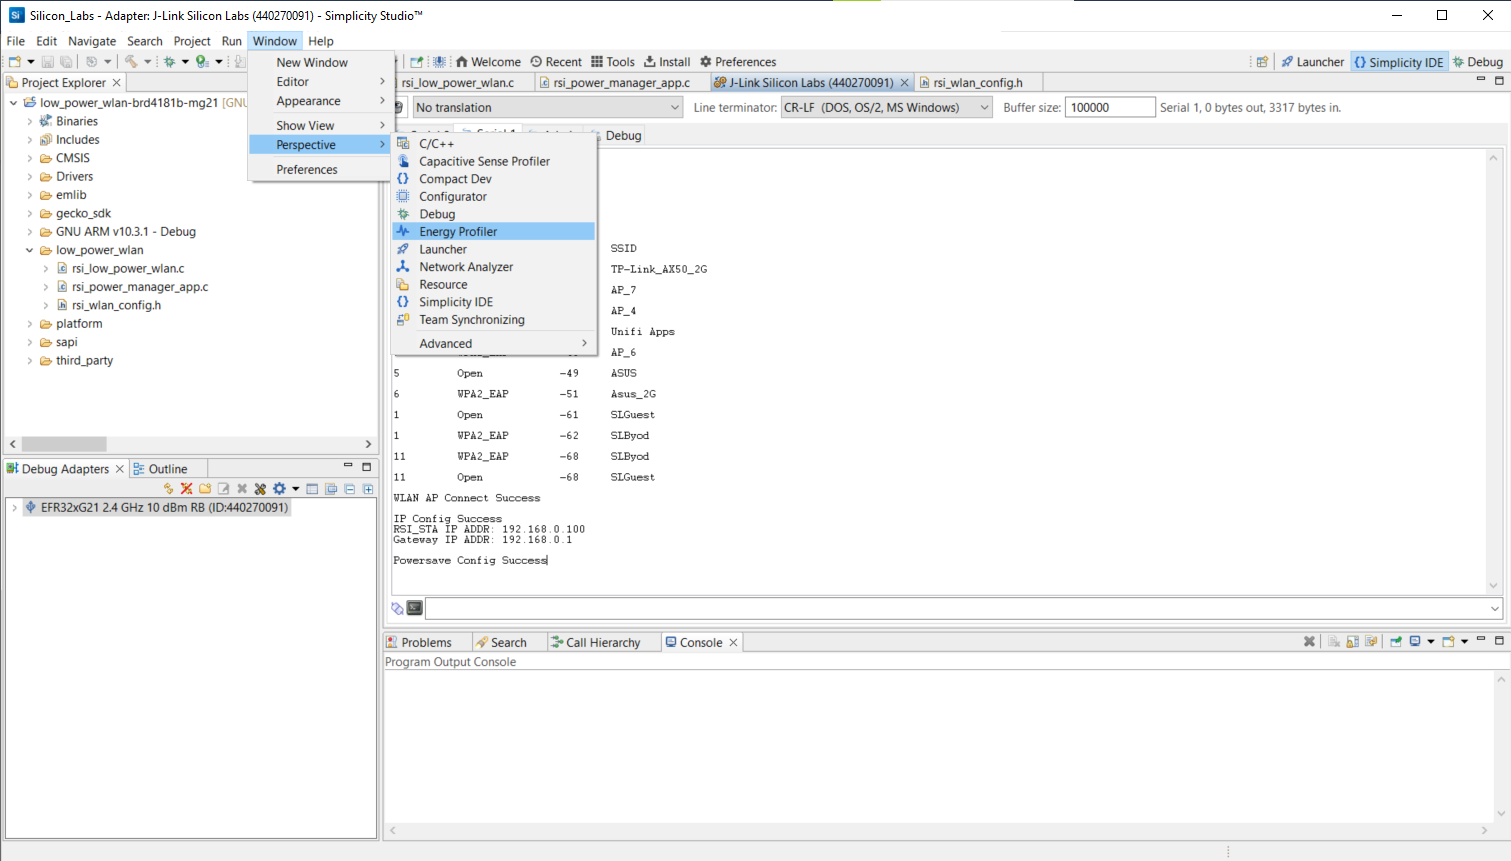 Silicon_Labs - Adapter: J-Link Silicon Labs (440270091) - Simplicity Studio™
File Edit Navigate Search Project Run Window Help
Welcome Recent Tools Install Preferences Launcher {} Simplicity IDE Debug
New Window
Editor
Appearance
Show View
Perspective
Preferences
C/C++
Capacitive Sense Profiler
Compact Dev
Configurator
Debug
Energy Profiler
Launcher
Network Analyzer
Resource
Simplicity IDE
Team Synchronizing
Advanced
Project Explorer
low_power_wlan-brd4181b-mg21 [GNU
Binaries
Includes
CMSIS
Drivers
emlib
gecko_sdk
GNU ARM v10.3.1 - Debug
low_power_wlan
rsi_low_power_wlan.c
rsi_power_manager_app.c
rsi_wlan_config.h
platform
sapi
third_party
Debug Adapters Outline
EFR32xG21 2.4 GHz 10 dBm RB (ID:440270091)
rsi_low_power_wlan.c rsi_power_manager_app.c J-Link Silicon Labs (440270091) rsi_wlan_config.h
No translation Line terminator: CR-LF (DOS, OS/2, MS Windows) Buffer size: 100000 Serial 1, 0 bytes out, 3317 bytes in.
Debug
SSID
TP-Link_AX50_2G
AP_7
AP_4
Unifi Apps
AP_6
5 Open -49 ASUS
6 WPA2_EAP -51 Asus_2G
1 Open -61 SLGuest
1 WPA2_EAP -62 SLByod
11 WPA2_EAP -68 SLByod
11 Open -68 SLGuest
WLAN AP Connect Success
IP Config Success
RSI_STA IP ADDR: 192.168.0.100
Gateway IP ADDR: 192.168.0.1
Powersave Config Success
Problems Search Call Hierarchy Console
Program Output Console